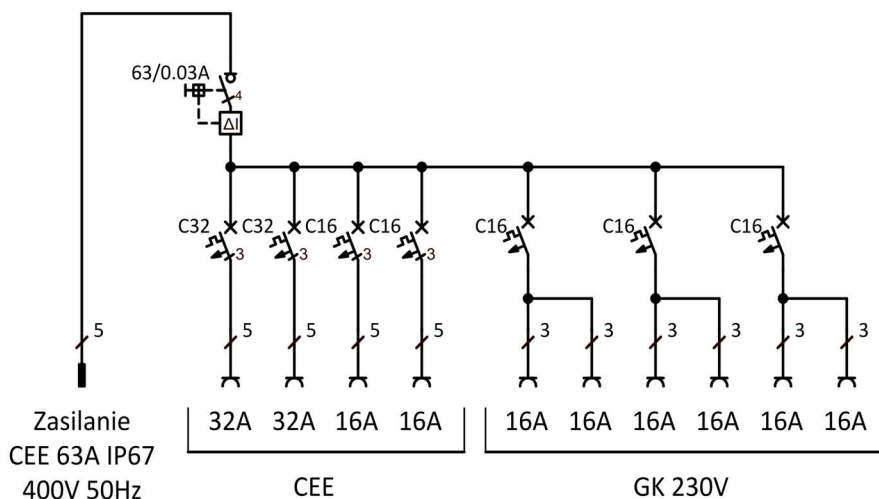 63/0.03A
4
ΔI
C32 C32 C16 C16 C16 C16 C16
3 3 3 3
5 5 5 5 5 3 3 3 3 3 3
Zasilanie
CEE 63A IP67
400V 50Hz
32A 32A 16A 16A 16A 16A 16A 16A 16A 16A
CEE GK 230V